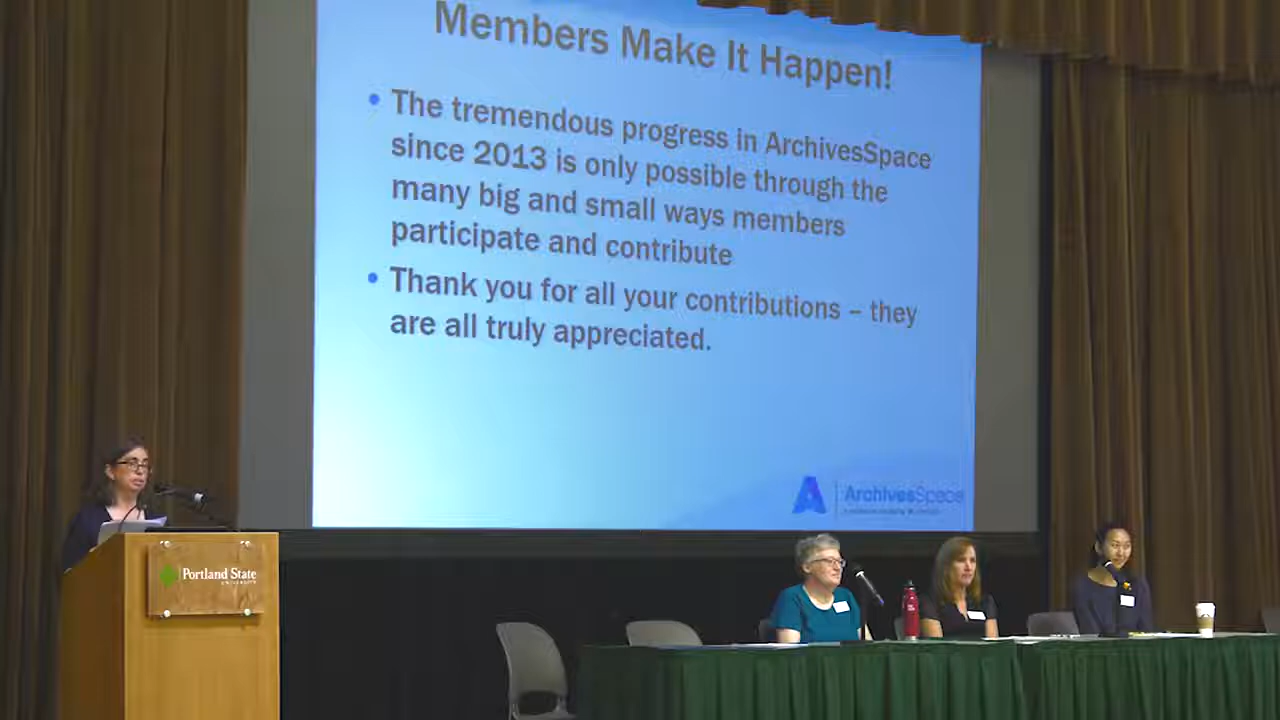 Members Make It Happen!
• The tremendous progress in ArchivesSpace
since 2013 is only possible through the
many big and small ways members
participate and contribute
• Thank you for all your contributions – they
are all truly appreciated.
ArchivesSpace
Portland State
UNIVERSITY